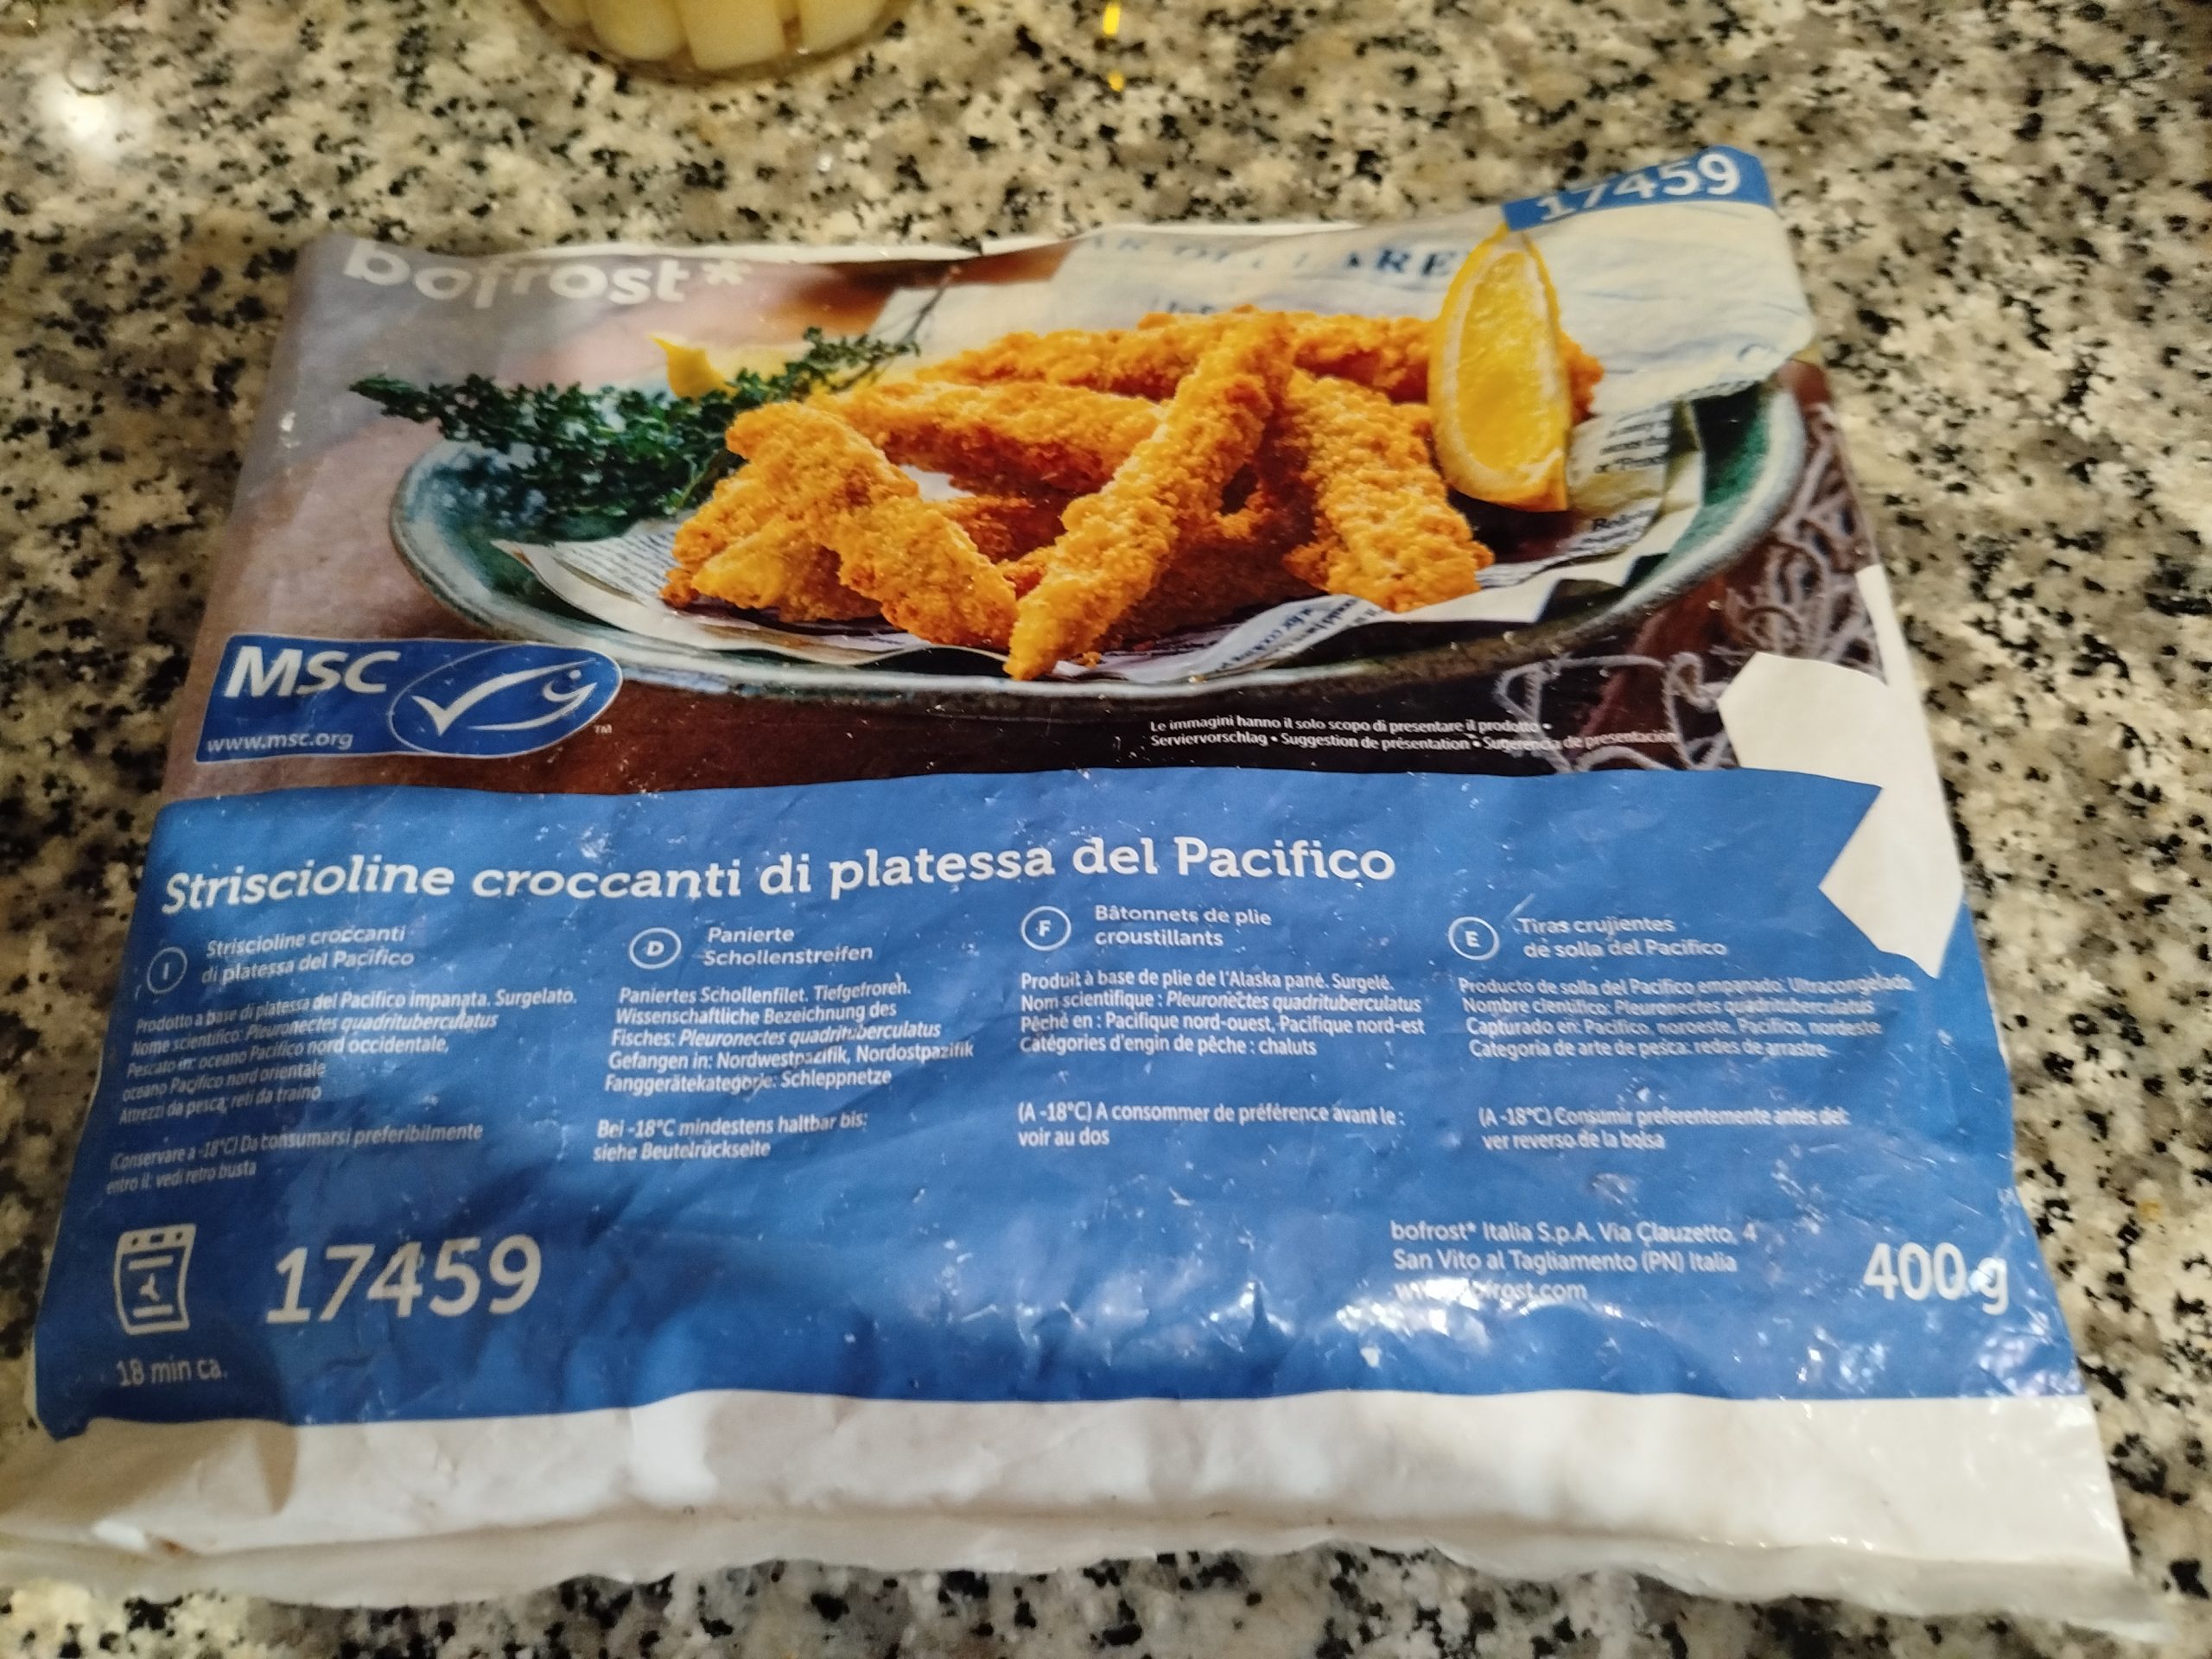 17459
bofrost*
MSC
www.msc.org
TM
Le immagini hanno il solo scopo di presentare il prodotto •
Serviervorschlag • Suggestion de présentation • Sugerencia de presentación
Striscioline croccanti di platessa del Pacifico
I
Striscioline croccanti
di platessa del Pacifico
Prodotto a base di platessa del Pacifico impanata. Surgelato.
Nome scientifico: Pleuronectes quadrituberculatus
Pescato in: oceano Pacifico nord occidentale,
oceano Pacifico nord orientale
Attrezzi da pesca: reti da traino
(Conservare a -18°C) Da consumarsi preferibilmente
entro il: vedi retro busta
D
Panierte
Schollenstreifen
Paniertes Schollenfilet. Tiefgefroren.
Wissenschaftliche Bezeichnung des
Fisches: Pleuronectes quadrituberculatus
Gefangen in: Nordwestpazifik, Nordostpazifik
Fanggerätekategorie: Schleppnetze
Bei -18°C mindestens haltbar bis:
siehe Beutelrückseite
F
Bâtonnets de plie
croustillants
Produit à base de plie de l'Alaska pané. Surgelé.
Nom scientifique : Pleuronectes quadrituberculatus
Pêché en : Pacifique nord-ouest, Pacifique nord-est
Catégories d'engin de pêche : chaluts
(A -18°C) A consommer de préférence avant le :
voir au dos
E
Tiras crujientes
de solla del Pacífico
Producto de solla del Pacífico empanado. Ultracongelado.
Nombre científico: Pleuronectes quadrituberculatus
Capturado en: Pacífico, noroeste, Pacífico, nordeste
Categoría de arte de pesca: redes de arrastre
(A -18°C) Consumir preferentemente antes del:
ver reverso de la bolsa
18 min ca.
17459
bofrost* Italia S.p.A. Via Clauzetto, 4
San Vito al Tagliamento (PN) Italia
400 g